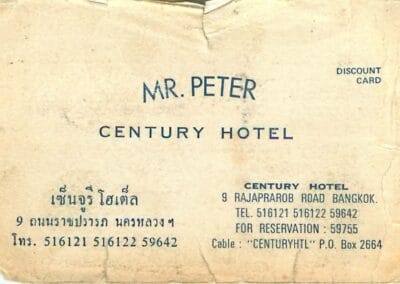 DISCOUNT
CARD
MR. PETER
CENTURY HOTEL
เซ็นจูรี่ โฮเต็ล
9 ถนนราชปรารภ นครหลวง ฯ
โทร. 516121 516122 59642
CENTURY HOTEL
9 RAJAPRAROB ROAD BANGKOK.
TEL. 516121 516122 59642
FOR RESERVATION : 59755
Cable : "CENTURYHTL" P.O. Box 2664